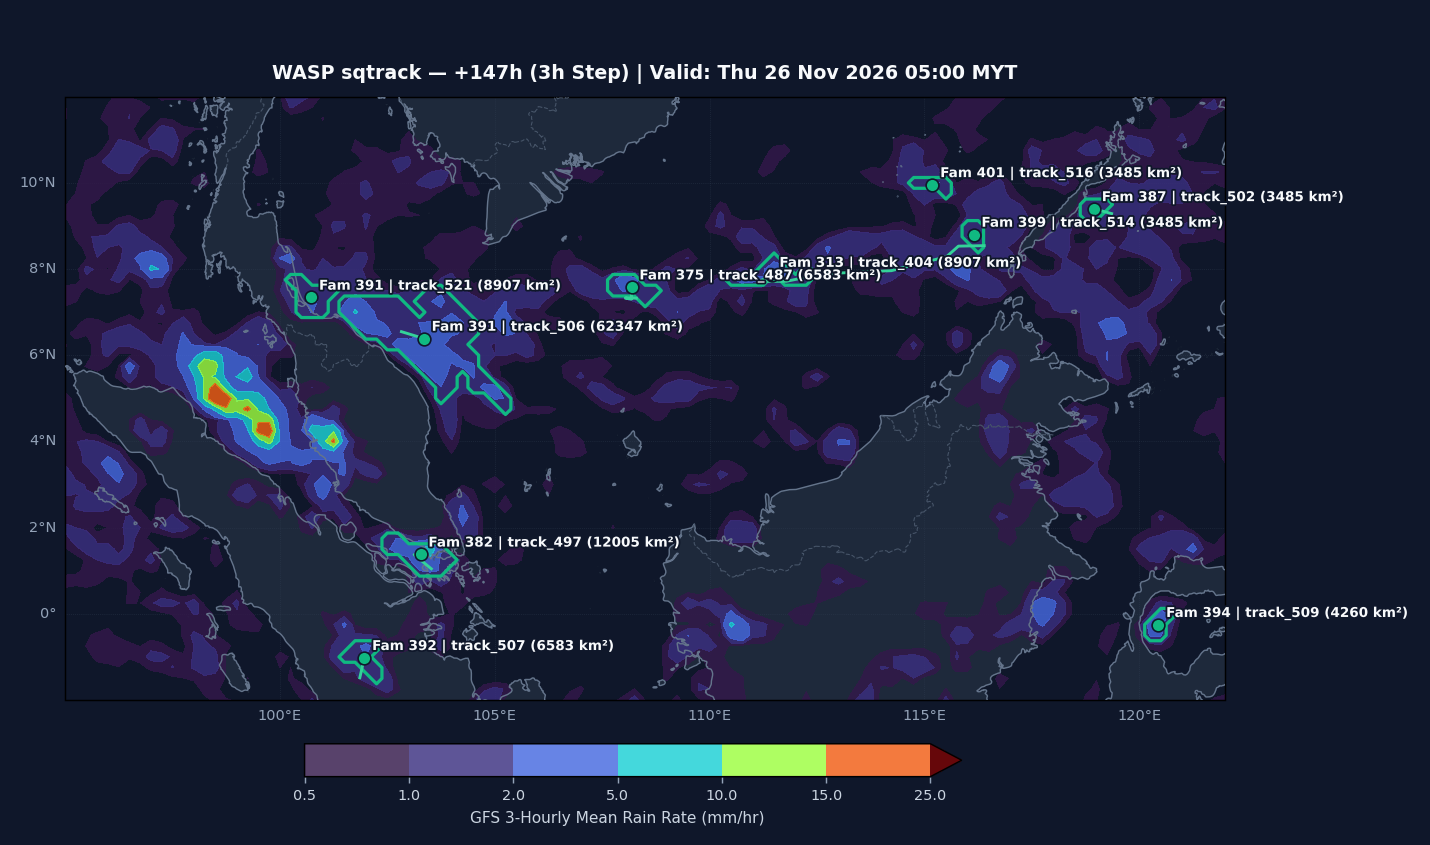 WASP sqtrack — +147h (3h Step) | Valid: Thu 26 Nov 2026 05:00 MYT
10°N
8°N
6°N
4°N
2°N
0°
Fam 401 | track_516 (3485 km²)
Fam 387 | track_502 (3485 km²)
Fam 399 | track_514 (3485 km²)
Fam 313 | track_404 (8907 km²)
Fam 375 | track_487 (6583 km²)
Fam 391 | track_521 (8907 km²)
Fam 391 | track_506 (62347 km²)
Fam 382 | track_497 (12005 km²)
Fam 394 | track_509 (4260 km²)
Fam 392 | track_507 (6583 km²)
100°E 105°E 110°E 115°E 120°E
0.5 1.0 2.0 5.0 10.0 15.0 25.0
GFS 3-Hourly Mean Rain Rate (mm/hr)